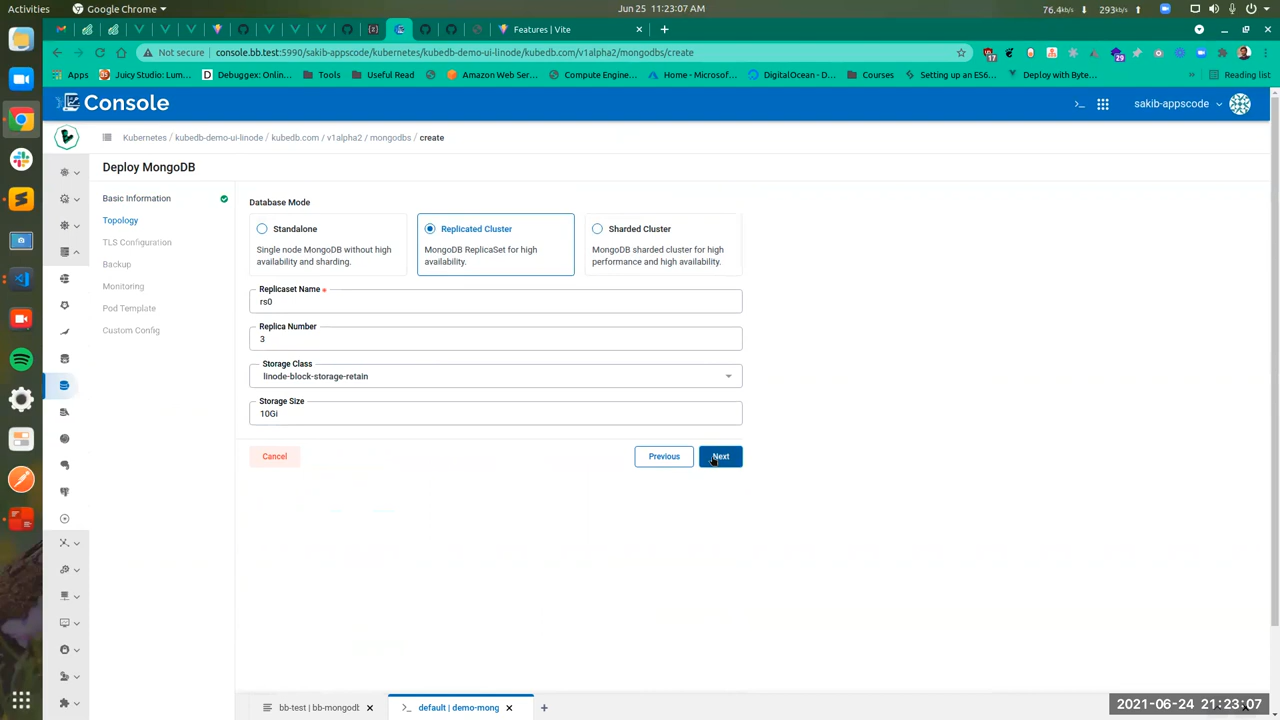 Activities
Google Chrome
Jun 25 11:23:07 AM
76.4k/s
Features | Vite
Not secure
console.bb.test:5990/sakib-appscode/kubernetes/kubedb-demo-ui-linode/kubedb.com/v1alpha2/mongodbs/create
17
29
Apps
Juicy Studio: Lum...
Debuggex: Onlin...
Tools
Useful Read
Amazon Web Ser...
Compute Engine...
Home - Microsof...
DigitalOcean - D...
Courses
Setting up an ES6...
Deploy with Byte...
»
Reading list
Console
sakib-appscode
Kubernetes / kubedb-demo-ui-linode / kubedb.com / v1alpha2 / mongodbs / create
Deploy MongoDB
Basic Information
Topology
TLS Configuration
Backup
Monitoring
Pod Template
Custom Config
Database Mode
Standalone
Single node MongoDB without high
availability and sharding.
Replicated Cluster
MongoDB ReplicaSet for high
availability.
Sharded Cluster
MongoDB sharded cluster for high
performance and high availability.
Replicaset Name
rs0
Replica Number
3
Storage Class
linode-block-storage-retain
Storage Size
10Gi
Cancel
Previous
Next
bb-test | bb-mongodb
default | demo-mong
2021-06-24 21:23:07